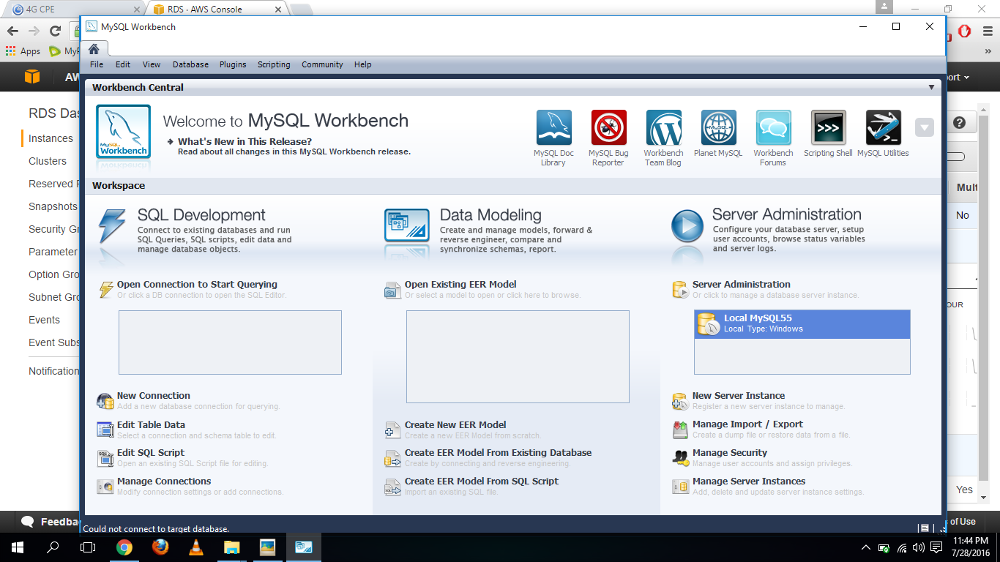 4G CPE
RDS · AWS Console
MySQL Workbench
Apps
File Edit View Database Plugins Scripting Community Help
Workbench Central
Welcome to MySQL Workbench
What's New in This Release?
Read about all changes in this MySQL Workbench release.
MySQL
Workbench
MySQL Doc
Library
MySQL Bug
Reporter
Workbench
Team Blog
MySQL
Planet MySQL
Workbench
Forums
>>>
Scripting Shell
MySQL Utilities
Workspace
SQL Development
Connect to existing databases and run
SQL Queries, SQL scripts, edit data and
manage database objects.
Open Connection to Start Querying
Or click a DB connection to open the SQL Editor.
New Connection
Add a new database connection for querying.
Edit Table Data
Select a connection and schema table to edit.
Edit SQL Script
Open an existing SQL Script file for editing.
Manage Connections
Modify connection settings or add connections.
Data Modeling
Create and manage models, forward &
reverse engineer, compare and
synchronize schemas, report.
Open Existing EER Model
Or select a model to open or click here to browse.
Create New EER Model
Create a new EER Model from scratch.
Create EER Model From Existing Database
Create by connecting and reverse engineering.
Create EER Model From SQL Script
Import an existing SQL file.
Server Administration
Configure your database server, setup
user accounts, browse status variables
and server logs.
Server Administration
Or click to manage a database server instance.
Local MySQL55
Local Type: Windows
New Server Instance
Register a new server instance to manage.
Manage Import / Export
Create a dump file or restore data from a file.
Manage Security
Manage user accounts and assign privileges.
Manage Server Instances
Add, delete and update server instance settings.
Could not connect to target database.
RDS Das
Instances
Clusters
Reserved
Snapshots
Security Gr
Parameter
Option Gro
Subnet Gro
Events
Event Subs
Notification
Feedba
AW
ort
?
Mult
No
OUR
Yes
of Use
11:44 PM
7/28/2016